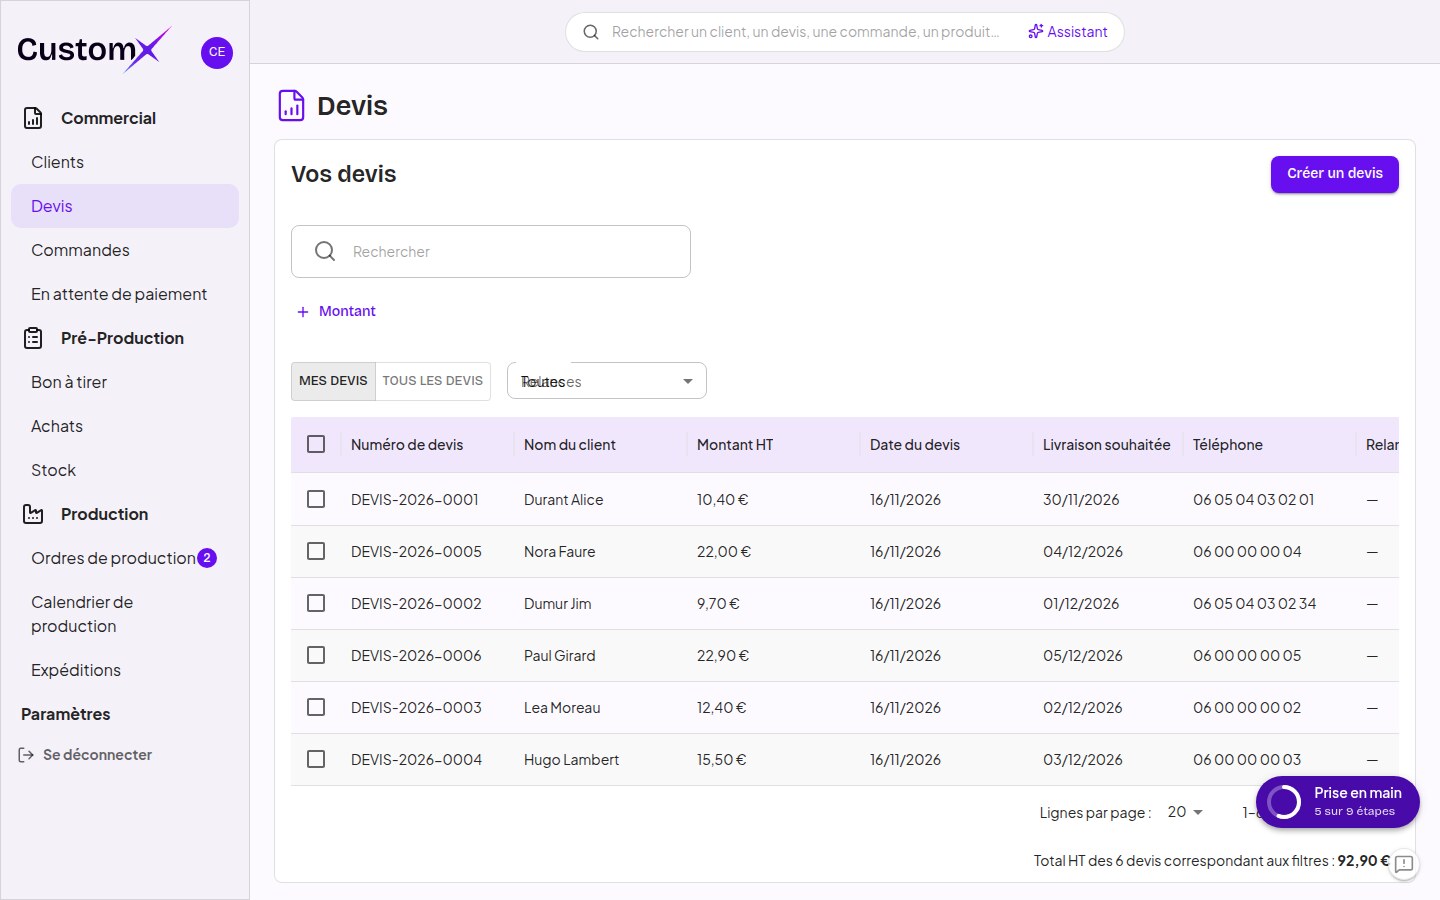 CustomX
CE
Rechercher un client, un devis, une commande, un produit...
Assistant
Commercial
Clients
Devis
Commandes
En attente de paiement
Pré-Production
Bon à tirer
Achats
Stock
Production
Ordres de production 2
Calendrier de
production
Expéditions
Paramètres
Se déconnecter
Devis
Vos devis
Créer un devis
Rechercher
+ Montant
MES DEVIS TOUS LES DEVIS Toutes
Numéro de devis Nom du client Montant HT Date du devis Livraison souhaitée Téléphone Relan
DEVIS-2026-0001 Durant Alice 10,40 € 16/11/2026 30/11/2026 06 05 04 03 02 01 —
DEVIS-2026-0005 Nora Faure 22,00 € 16/11/2026 04/12/2026 06 00 00 00 04 —
DEVIS-2026-0002 Dumur Jim 9,70 € 16/11/2026 01/12/2026 06 05 04 03 02 34 —
DEVIS-2026-0006 Paul Girard 22,90 € 16/11/2026 05/12/2026 06 00 00 00 05 —
DEVIS-2026-0003 Lea Moreau 12,40 € 16/11/2026 02/12/2026 06 00 00 00 02 —
DEVIS-2026-0004 Hugo Lambert 15,50 € 16/11/2026 03/12/2026 06 00 00 00 03 —
Lignes par page : 20
Prise en main
5 sur 9 étapes
Total HT des 6 devis correspondant aux filtres : 92,90 €